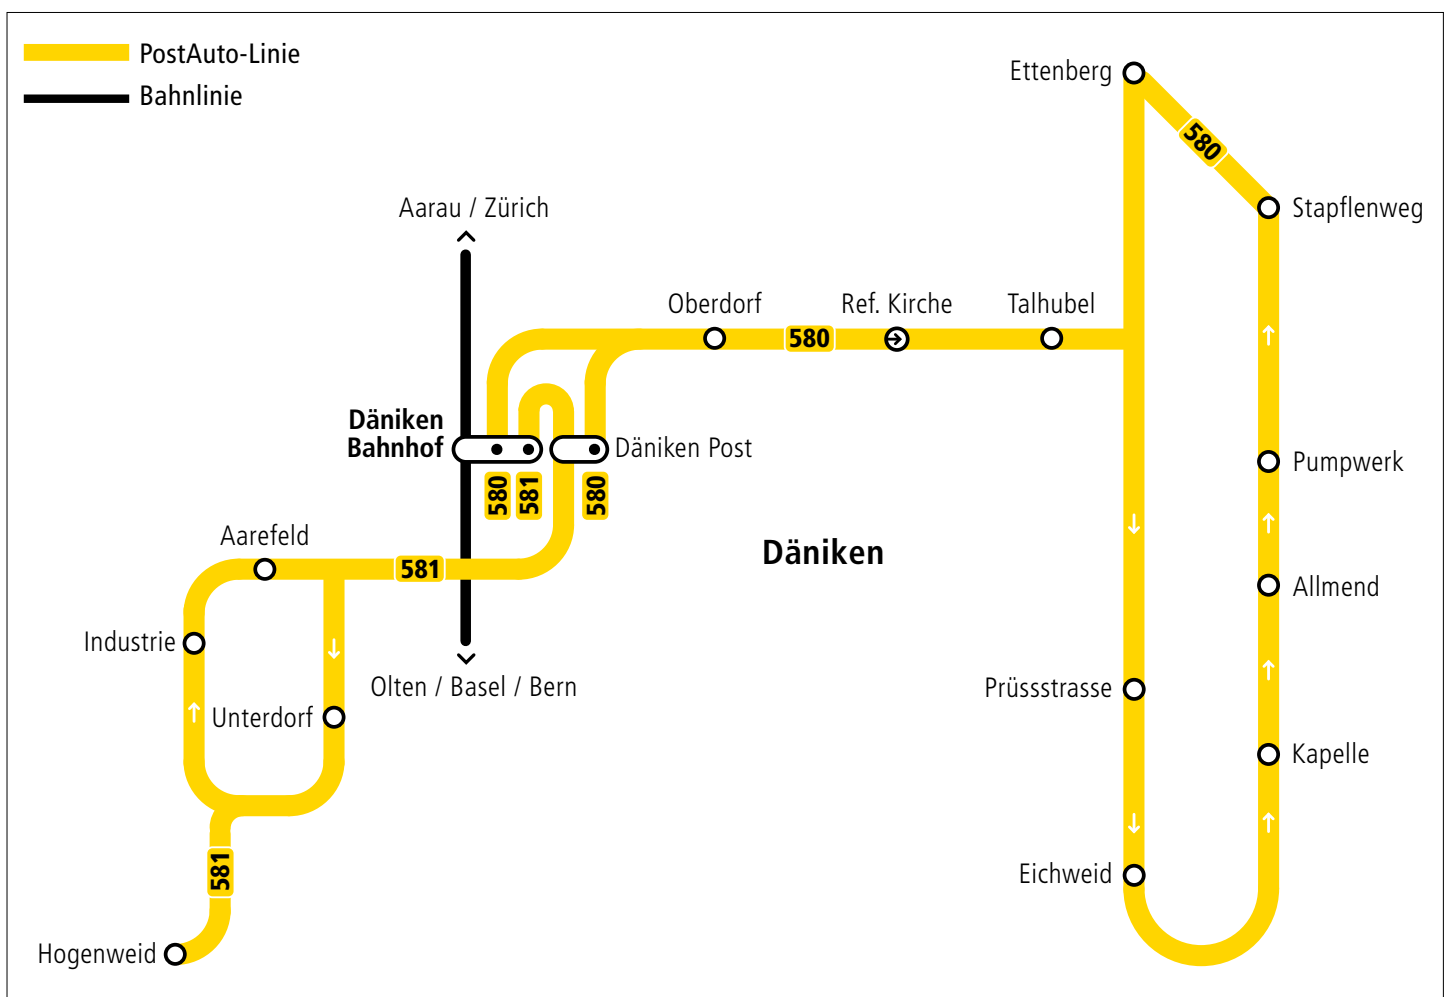 PostAuto-Linie
Bahnlinie
Ettenberg
580
Stapflenweg
Aarau / Zürich
Oberdorf
580
Ref. Kirche
Talhubel
Däniken
Bahnhof
Däniken Post
580
581
580
Pumpwerk
Aarefeld
581
Däniken
Allmend
Industrie
Olten / Basel / Bern
Prüssstrasse
Unterdorf
Kapelle
581
Eichweid
Hogenweid